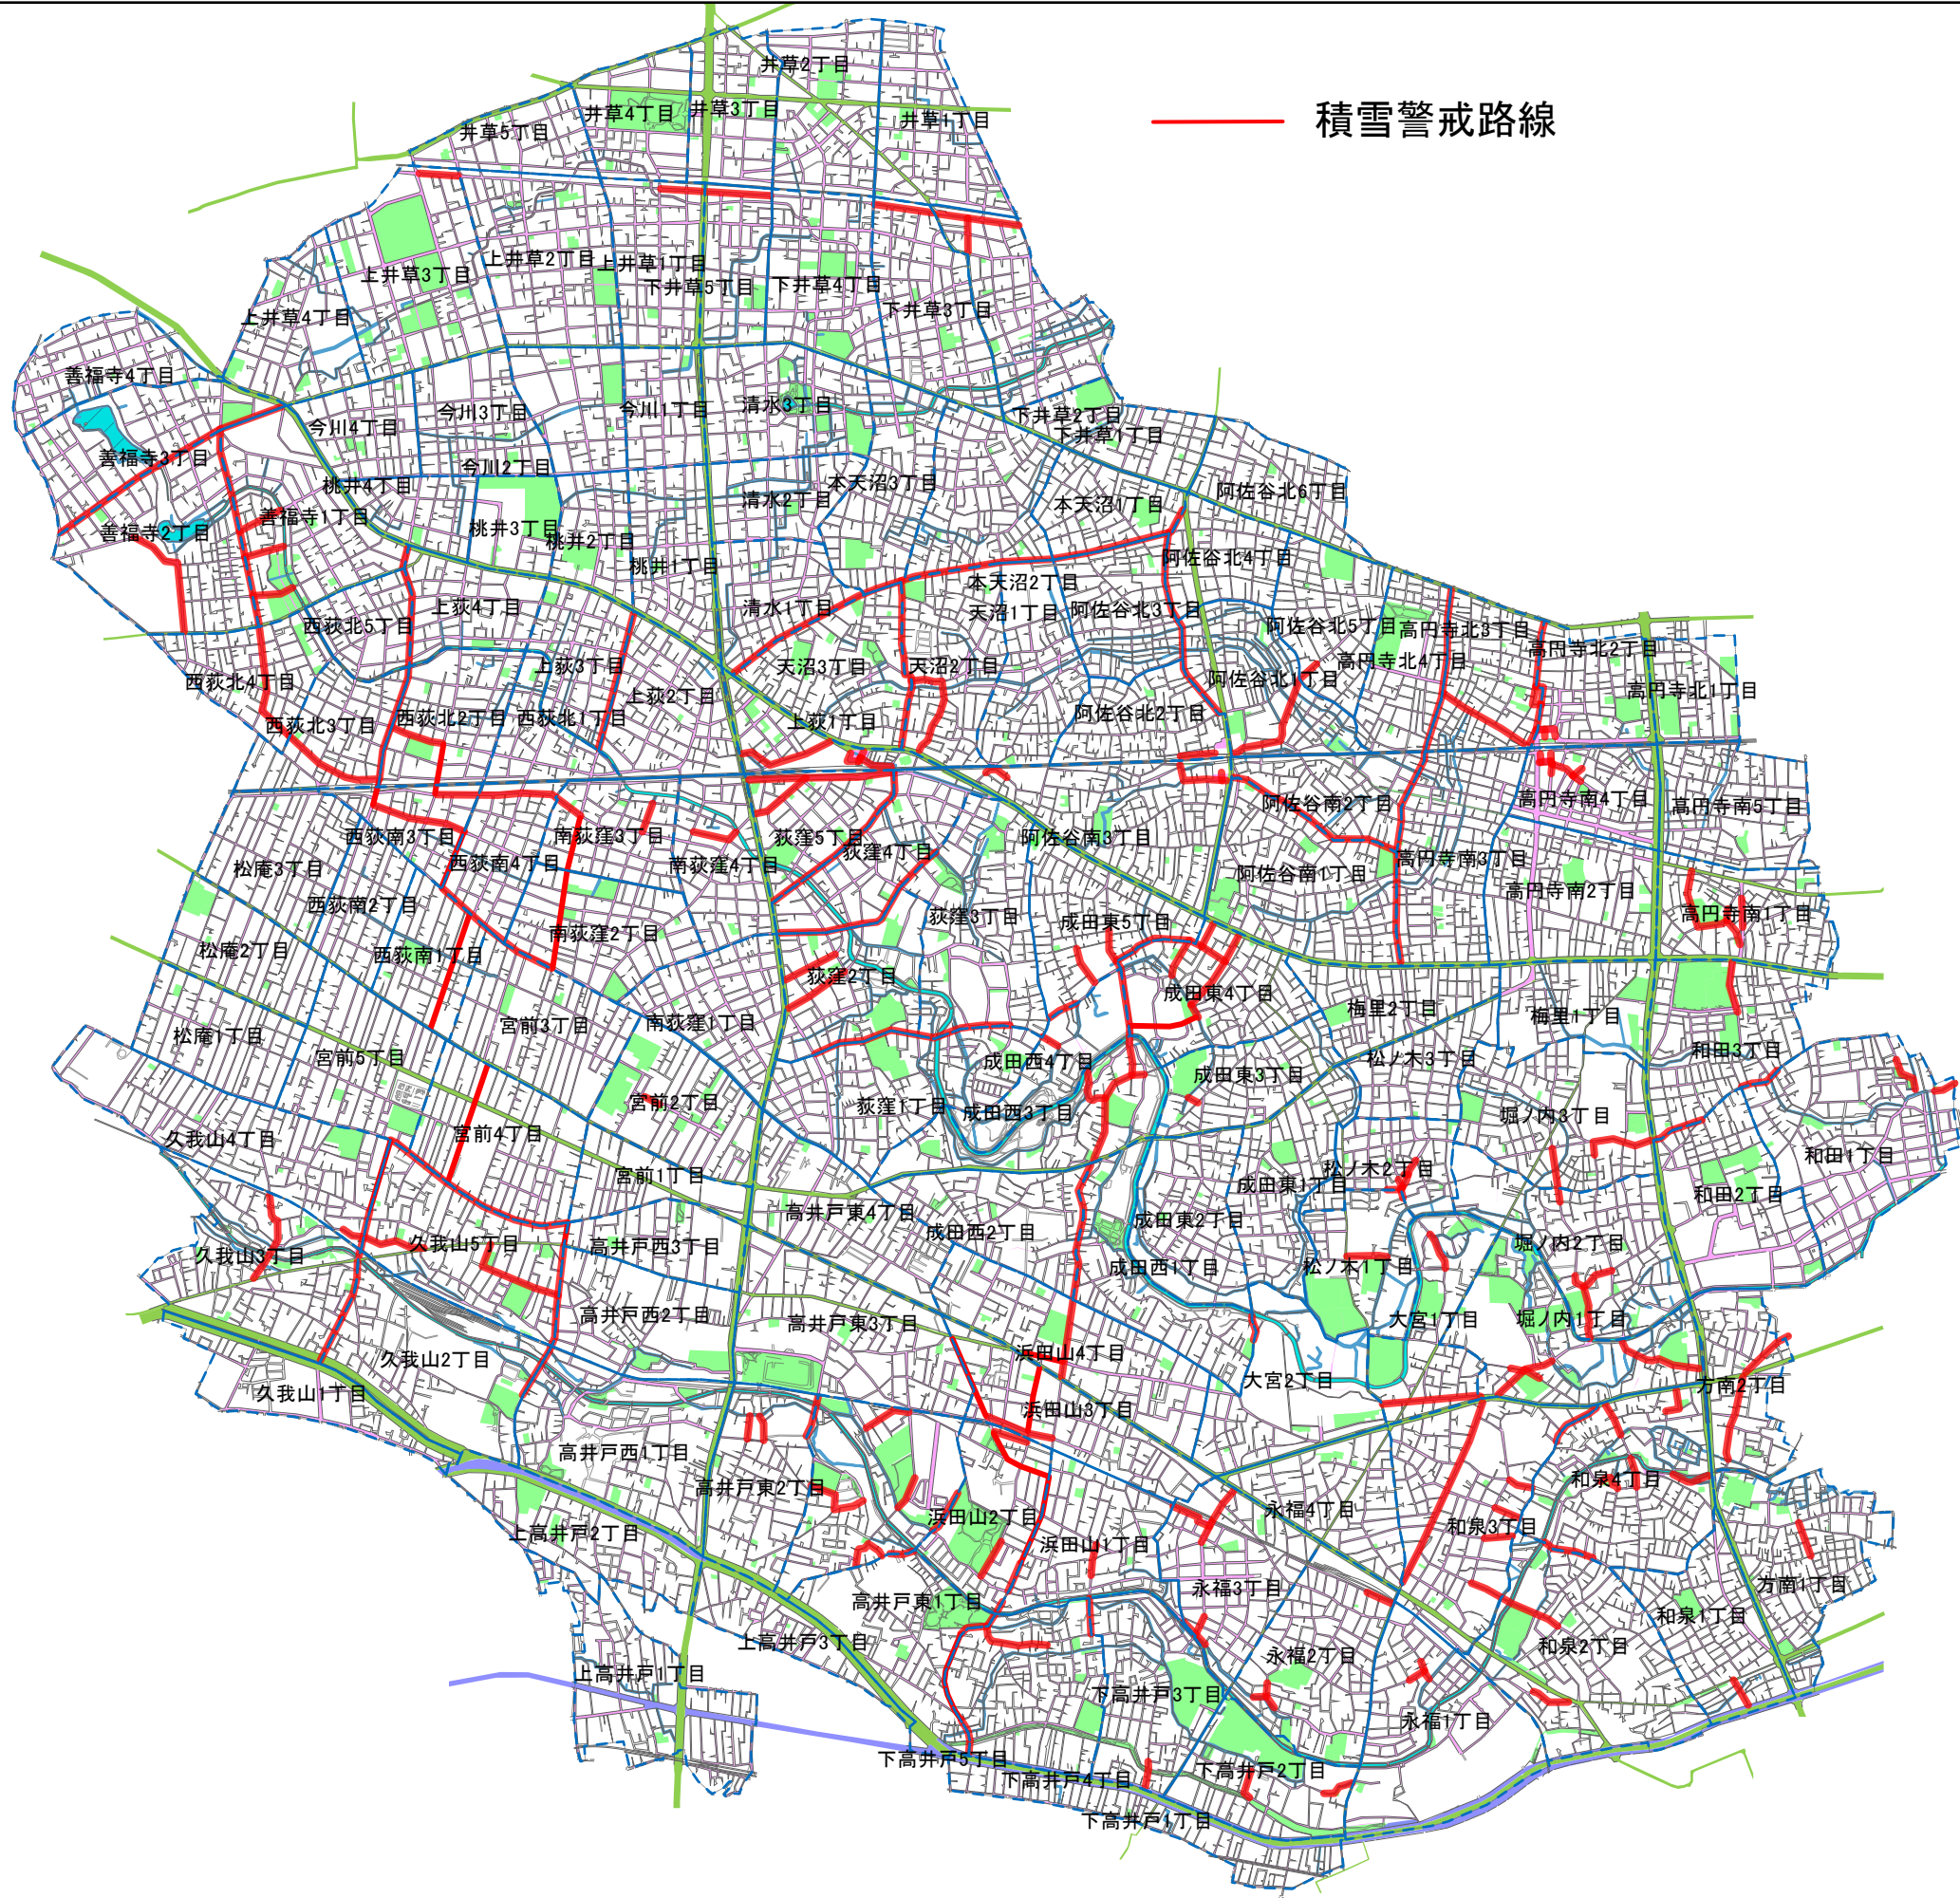 井草2丁目
井草4丁目
井草3丁目
井草1丁目
積雪警戒路線
井草5丁目
上井草3丁目
上井草2丁目
上井草1丁目
下井草5丁目
下井草4丁目
下井草3丁目
上井草4丁目
善福寺4丁目
今川3丁目
今川1丁目
清水3丁目
下井草2丁目
今川4丁目
下井草1丁目
善福寺3丁目
今川2丁目
桃井4丁目
本天沼3丁目
清水2丁目
本天沼1丁目
阿佐谷北6丁目
善福寺1丁目
善福寺2丁目
桃井3丁目
桃井2丁目
桃井1丁目
阿佐谷北4丁目
本天沼2丁目
上荻4丁目
清水1丁目
天沼1丁目
阿佐谷北3丁目
西荻北5丁目
阿佐谷北5丁目
高円寺北3丁目
高円寺北2丁目
上荻3丁目
天沼3丁目
天沼2丁目
高円寺北4丁目
西荻北4丁目
上荻2丁目
阿佐谷北1丁目
高円寺北1丁目
西荻北3丁目
西荻北2丁目
西荻北1丁目
上荻1丁目
阿佐谷北2丁目
阿佐谷南2丁目
高円寺南4丁目
高円寺南5丁目
西荻南3丁目
南荻窪3丁目
荻窪5丁目
荻窪4丁目
阿佐谷南3丁目
松庵3丁目
西荻南4丁目
南荻窪4丁目
阿佐谷南1丁目
高円寺南3丁目
高円寺南2丁目
西荻南2丁目
荻窪3丁目
成田東5丁目
高円寺南1丁目
松庵2丁目
西荻南1丁目
南荻窪2丁目
荻窪2丁目
成田東4丁目
松庵1丁目
宮前3丁目
南荻窪1丁目
梅里2丁目
梅里1丁目
宮前5丁目
成田西4丁目
松ノ木3丁目
和田3丁目
成田東3丁目
宮前2丁目
荻窪1丁目
成田西3丁目
堀ノ内3丁目
久我山4丁目
宮前4丁目
和田1丁目
宮前1丁目
松ノ木2丁目
成田東1丁目
和田2丁目
高井戸東4丁目
成田西2丁目
成田東2丁目
久我山3丁目
久我山5丁目
高井戸西3丁目
堀ノ内2丁目
成田西1丁目
松ノ木1丁目
高井戸西2丁目
高井戸東3丁目
大宮1丁目
堀ノ内1丁目
久我山2丁目
浜田山4丁目
大宮2丁目
方南2丁目
久我山1丁目
浜田山3丁目
高井戸西1丁目
高井戸東2丁目
和泉4丁目
上高井戸2丁目
浜田山2丁目
永福4丁目
和泉3丁目
浜田山1丁目
永福3丁目
方南1丁目
高井戸東1丁目
和泉1丁目
上高井戸3丁目
和泉2丁目
上高井戸1丁目
永福2丁目
下高井戸3丁目
永福1丁目
下高井戸5丁目
下高井戸4丁目
下高井戸2丁目
下高井戸1丁目